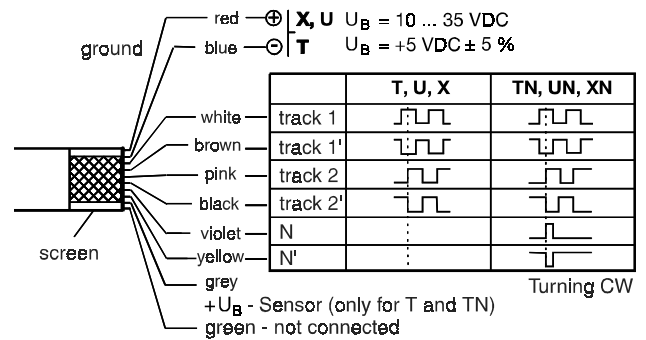 red ⊕ X, U U_B = 10 ... 35 VDC
ground
blue ⊖ T U_B = +5 VDC ± 5 %
T, U, X TN, UN, XN
white track 1
brown track 1'
pink track 2
black track 2'
violet N
screen
yellow N'
grey
Turning CW
+U_B - Sensor (only for T and TN)
green - not connected